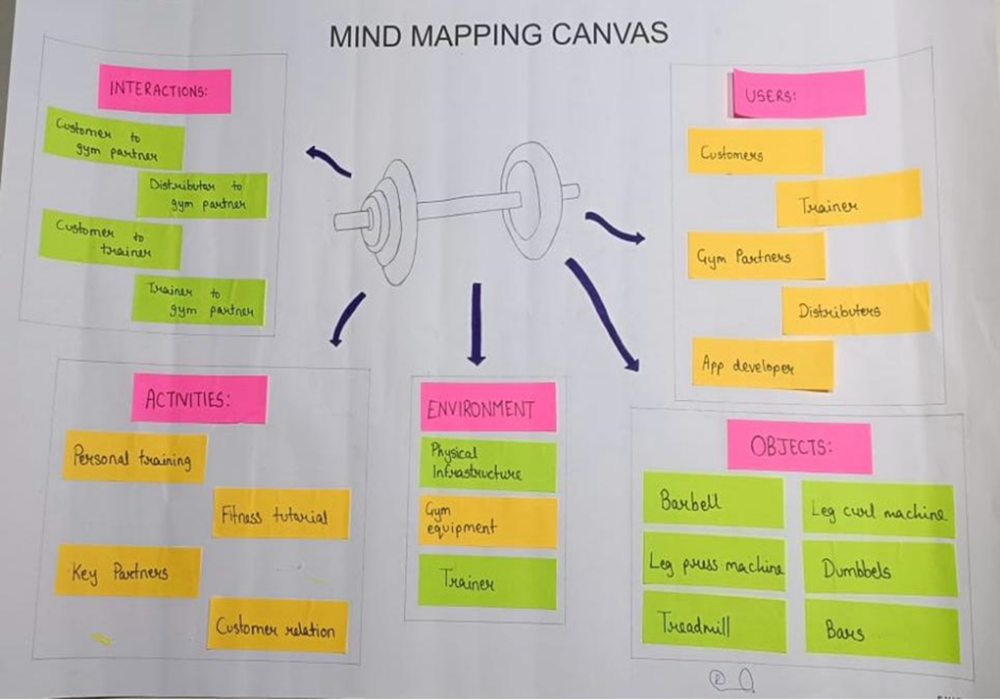 MIND MAPPING CANVAS
INTERACTIONS:
Customer to
gym partner
Distributor to
gym partner
Customer to
trainer
Trainer to
gym partner
USERS:
Customers
Trainer
Gym Partners
Distributers
App developer
ACTIVITIES:
Personal training
Fitness tutorial
Key Partners
Customer relation
ENVIRONMENT
Physical
Infrastructure
Gym
equipment
Trainer
OBJECTS:
Barbell
Leg curl machine
Leg press machine
Dumbbels
Treadmill
Bars